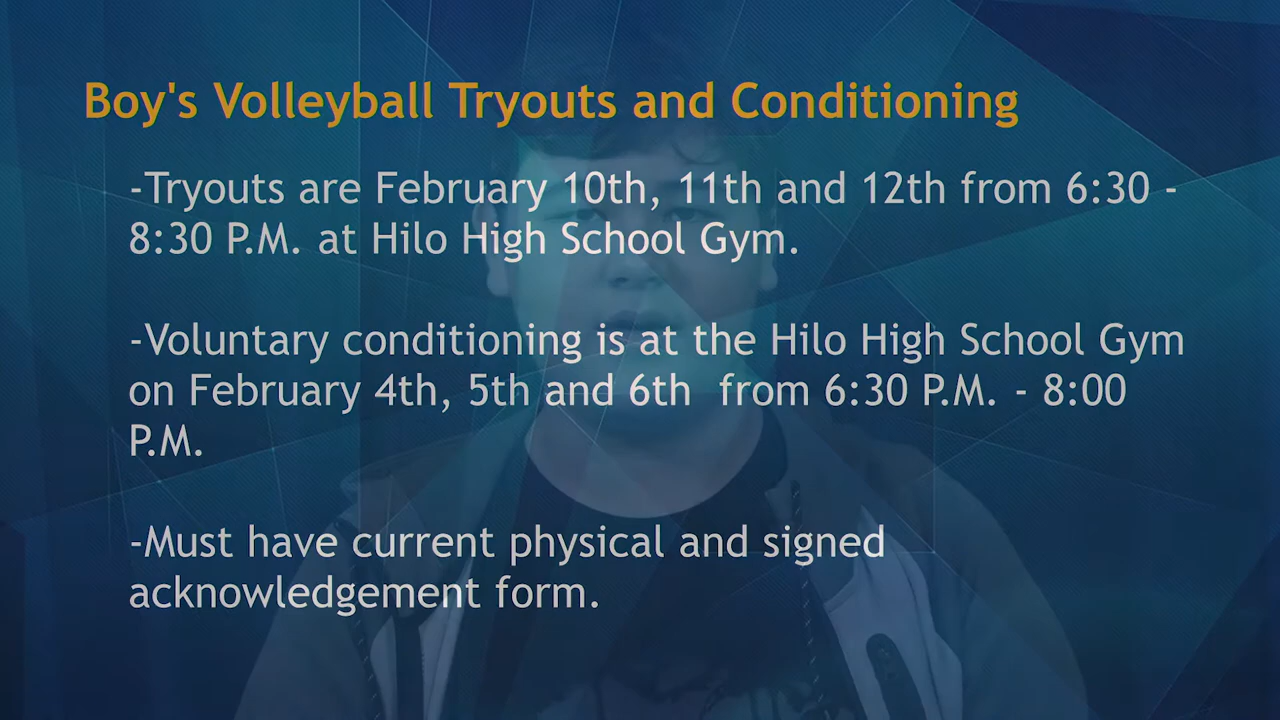 Boy's Volleyball Tryouts and Conditioning
-Tryouts are February 10th, 11th and 12th from 6:30 -
8:30 P.M. at Hilo High School Gym.
-Voluntary conditioning is at the Hilo High School Gym
on February 4th, 5th and 6th  from 6:30 P.M. - 8:00
P.M.
-Must have current physical and signed
acknowledgement form.